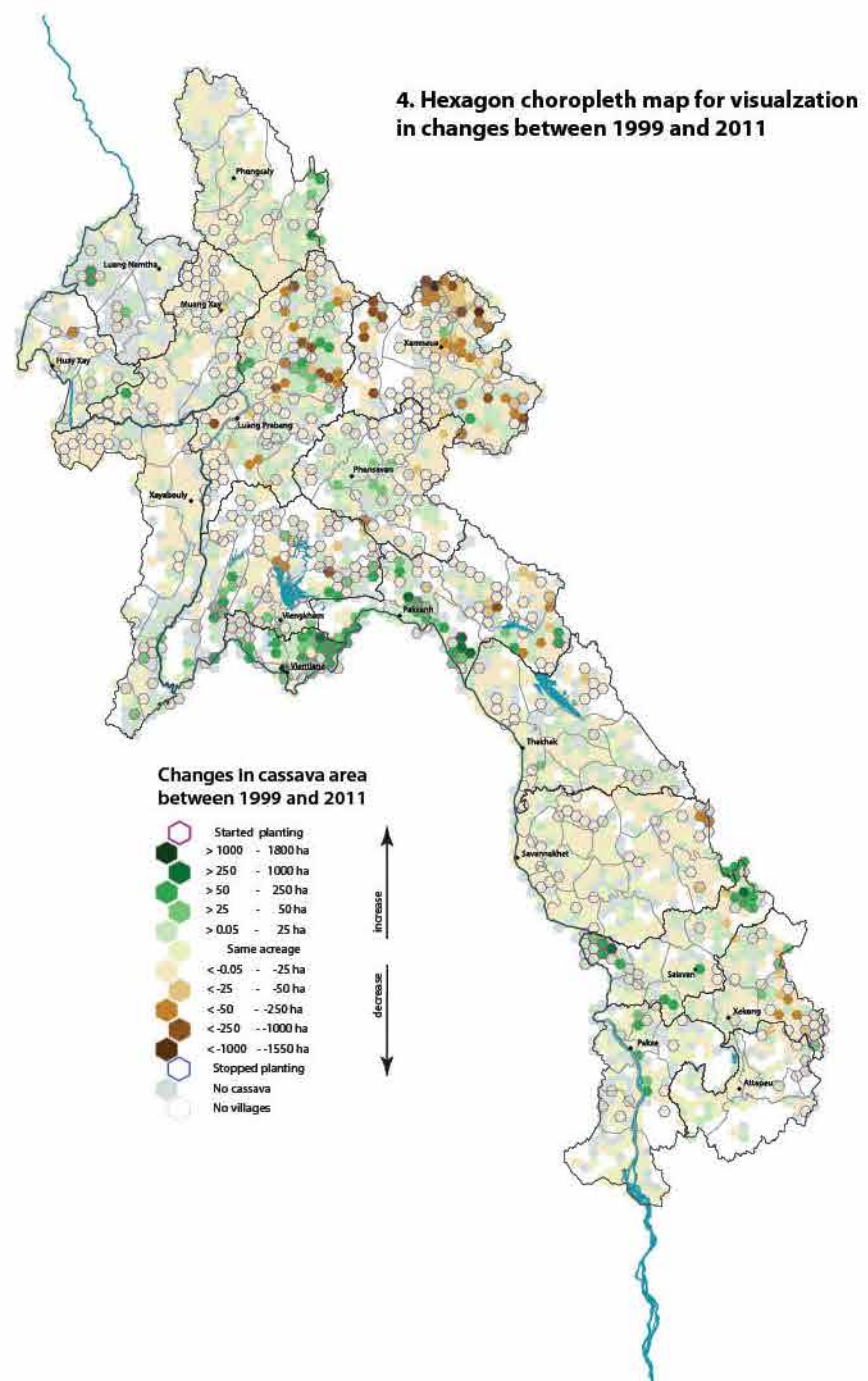 4. Hexagon choropleth map for visualzation
in changes between 1999 and 2011
Phongsaly
Luang Namtha
Muang Xay
Xamneua
Huay Xay
Luang Prabang
Phonsavan
Xayabouly
Viengkham
Pakxanh
Vientiane
Thakhek
Changes in cassava area
between 1999 and 2011
Started planting
> 1000 - 1800 ha
> 250 - 1000 ha
> 50 - 250 ha
> 25 - 50 ha
> 0.05 - 25 ha
Same acreage
< -0.05 - -25 ha
< -25 - -50 ha
< -50 - -250 ha
< -250 - -1000 ha
< -1000 - -1550 ha
Stopped planting
No cassava
No villages
increase
decrease
Savannakhet
Salavan
Xekong
Pakse
Attapeu